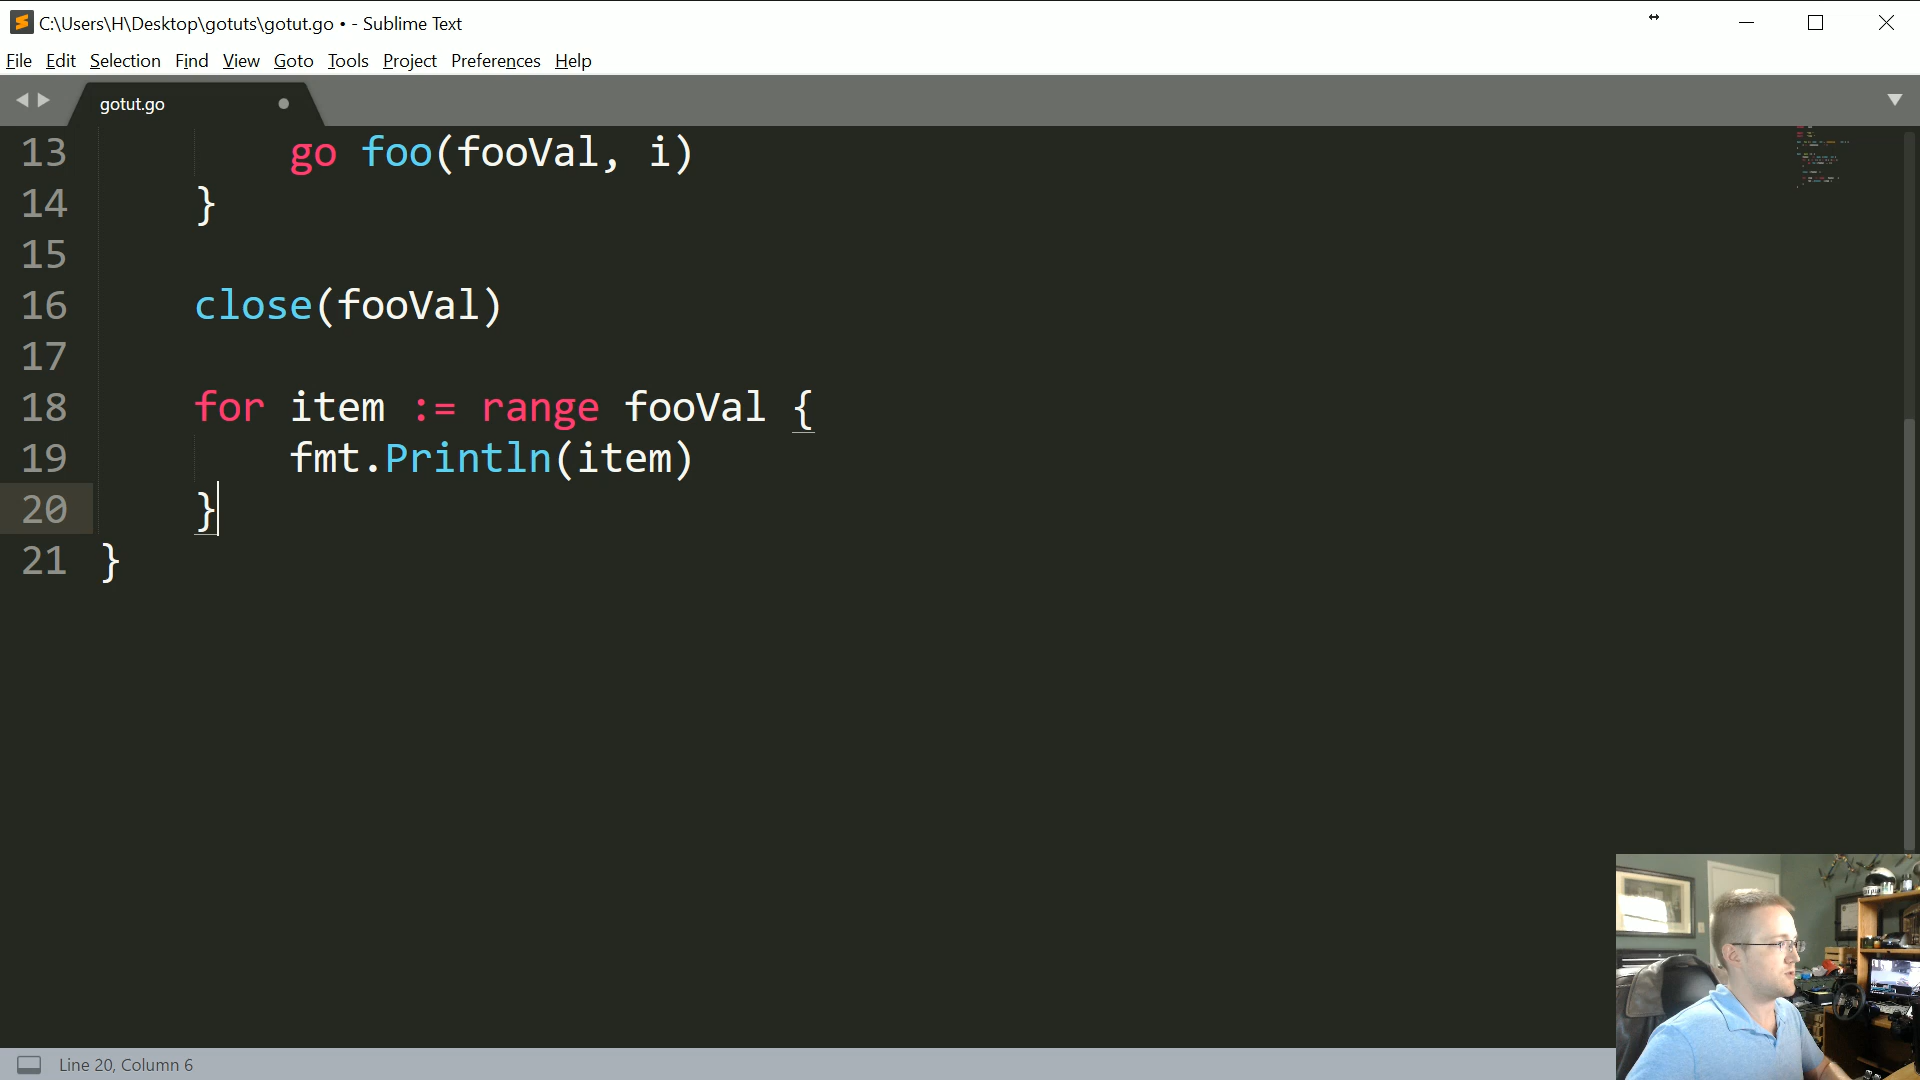 C:\Users\H\Desktop\gotuts\gotut.go • - Sublime Text
File Edit Selection Find View Goto Tools Project Preferences Help
gotut.go
13 go foo(fooVal, i)
14 }
15
16 close(fooVal)
17
18 for item := range fooVal {
19 fmt.Println(item)
20 }
21 }
Line 20, Column 6